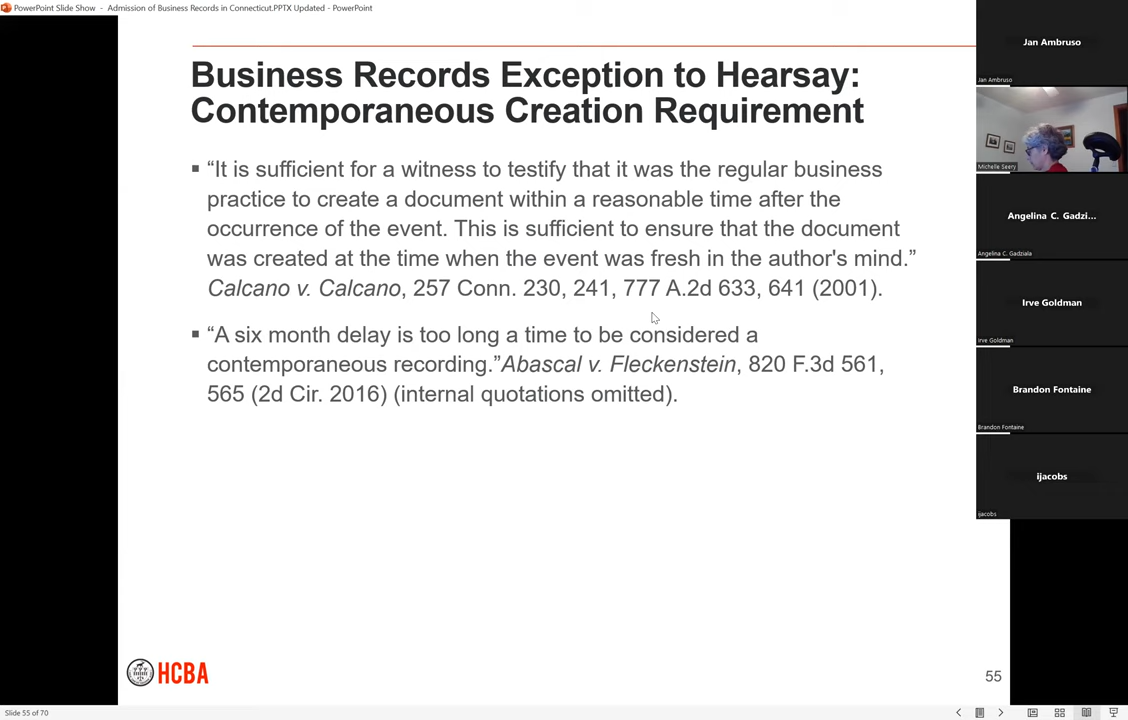 PowerPoint Slide Show - Admission of Business Records in Connecticut.PPTX Updated - PowerPoint
Business Records Exception to Hearsay:
Contemporaneous Creation Requirement
▪ “It is sufficient for a witness to testify that it was the regular business
practice to create a document within a reasonable time after the
occurrence of the event. This is sufficient to ensure that the document
was created at the time when the event was fresh in the author's mind.”
Calcano v. Calcano, 257 Conn. 230, 241, 777 A.2d 633, 641 (2001).
▪ “A six month delay is too long a time to be considered a
contemporaneous recording.”Abascal v. Fleckenstein, 820 F.3d 561,
565 (2d Cir. 2016) (internal quotations omitted).
HCBA
55
Jan Ambruso
Jan Ambruso
Michelle Seery
Angelina C. Gadzi...
Angelina C. Gadziala
Irve Goldman
Irve Goldman
Brandon Fontaine
Brandon Fontaine
ijacobs
ijacobs
Slide 55 of 70